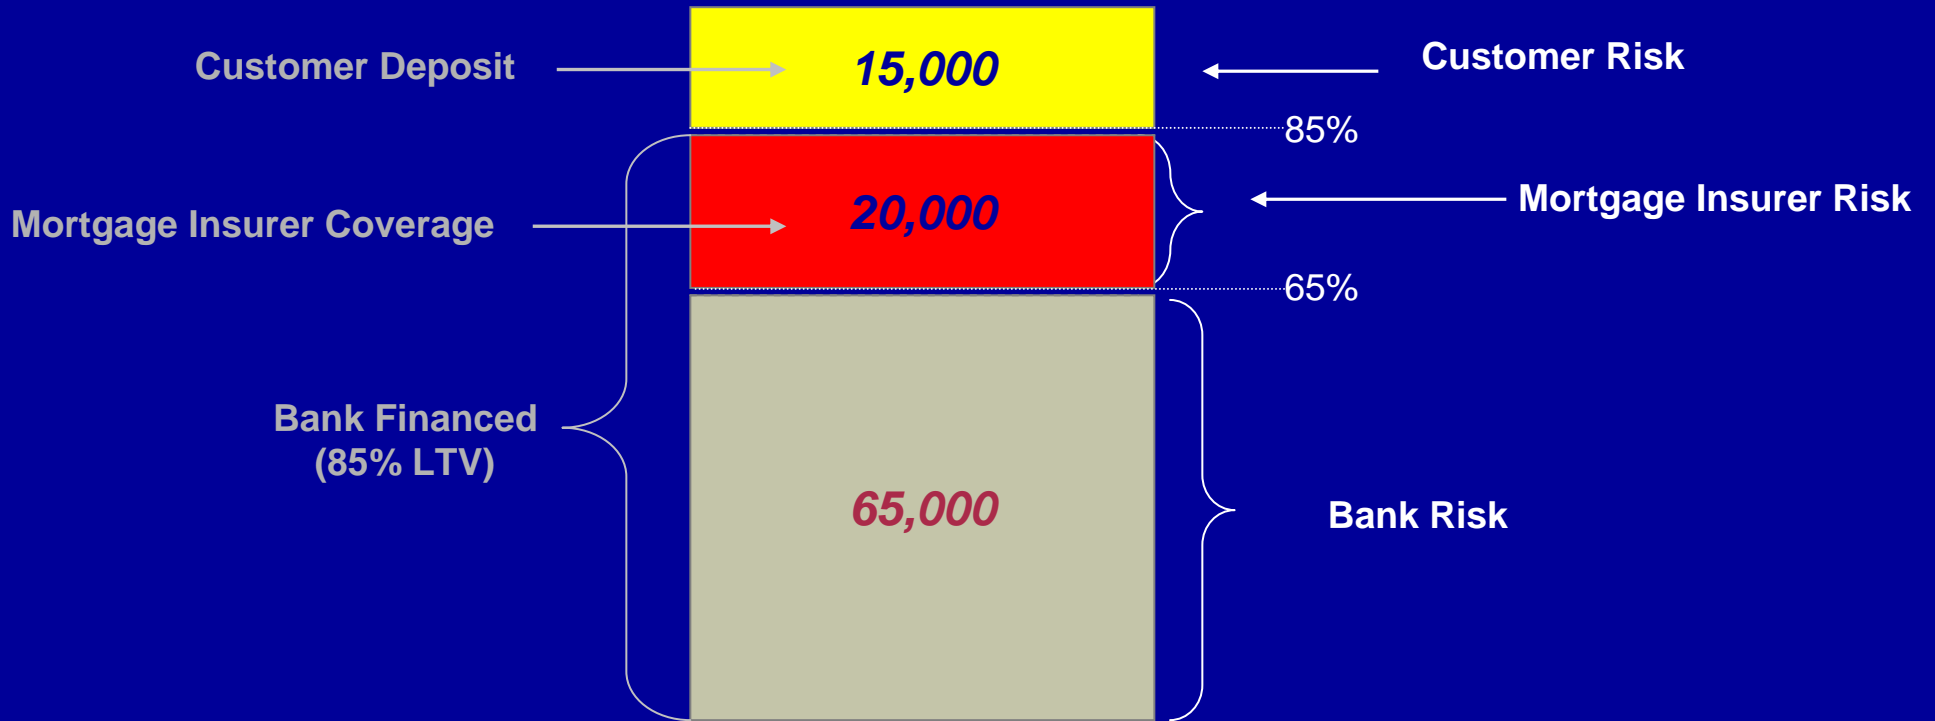 Customer Deposit
15,000
Customer Risk
85%
Mortgage Insurer Coverage
20,000
Mortgage Insurer Risk
65%
Bank Financed
(85% LTV)
65,000
Bank Risk